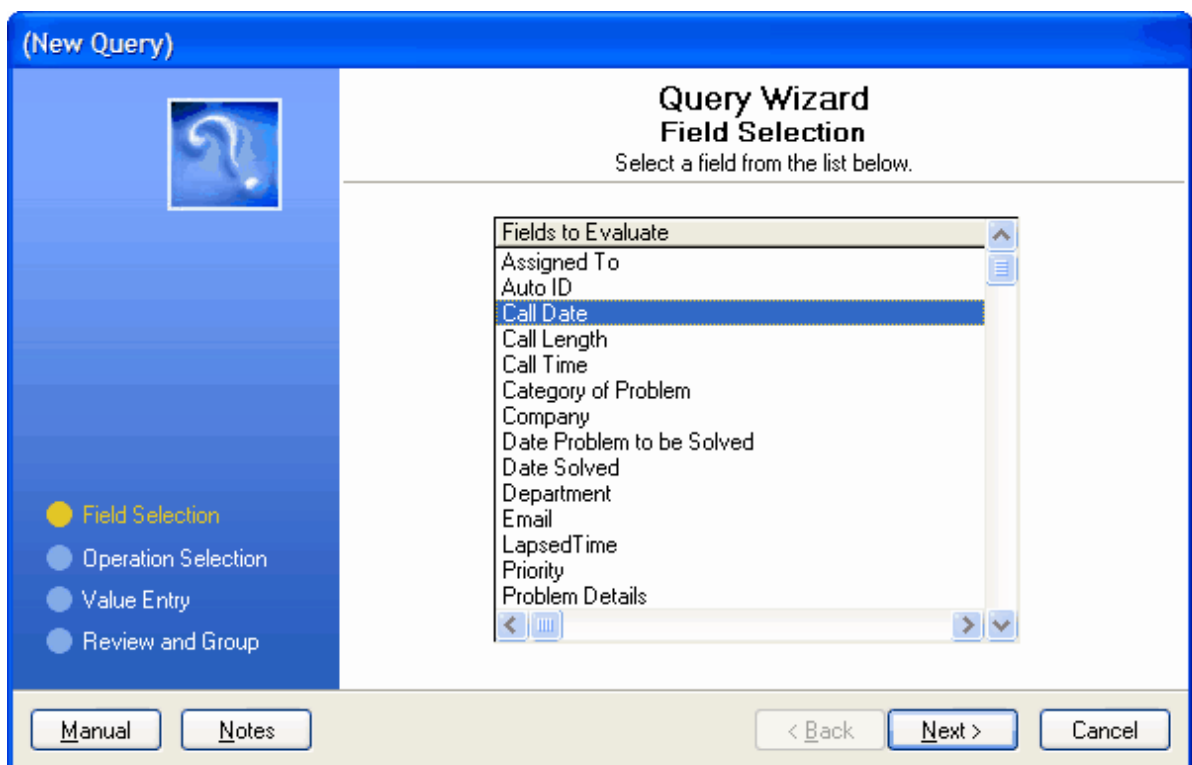 (New Query)
Query Wizard
Field Selection
Select a field from the list below.
Fields to Evaluate
Assigned To
Auto ID
Call Date
Call Length
Call Time
Category of Problem
Company
Date Problem to be Solved
Date Solved
Department
Email
LapsedTime
Priority
Problem Details
Field Selection
Operation Selection
Value Entry
Review and Group
Manual Notes < Back Next > Cancel